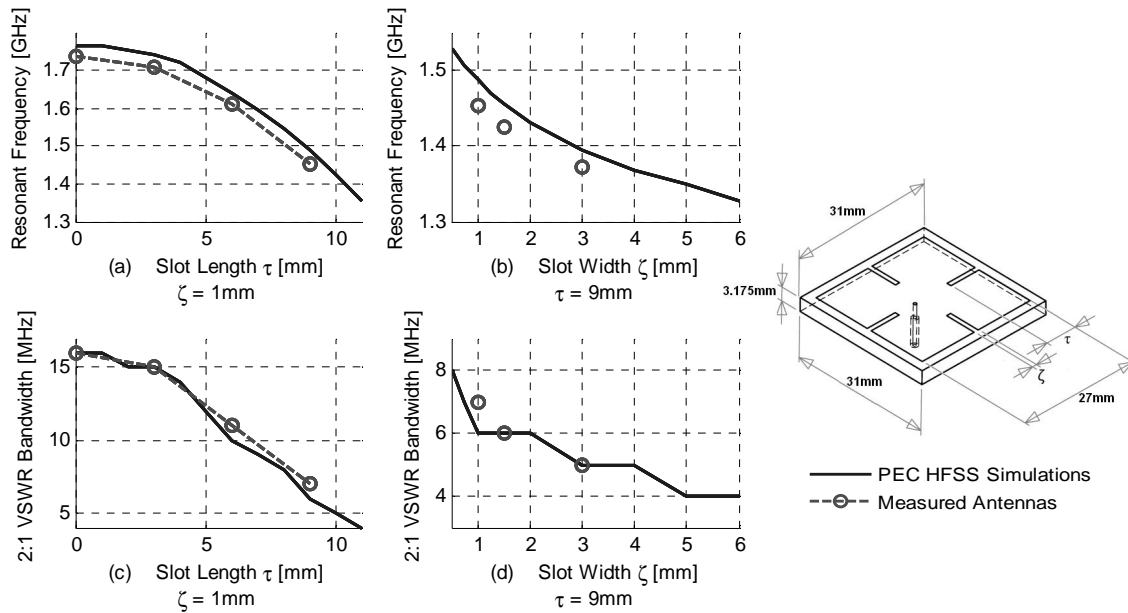 Resonant Frequency [GHz]
1.7
1.6
1.5
1.4
1.3
0 5 10
(a) Slot Length τ [mm]
ζ = 1mm
Resonant Frequency [GHz]
1.5
1.4
1.3
1 2 3 4 5 6
(b) Slot Width ζ [mm]
τ = 9mm
2:1 VSWR Bandwidth [MHz]
15
10
5
0 5 10
(c) Slot Length τ [mm]
ζ = 1mm
2:1 VSWR Bandwidth [MHz]
8
6
4
1 2 3 4 5 6
(d) Slot Width ζ [mm]
τ = 9mm
31mm
3.175mm
31mm
τ
ζ
27mm
PEC HFSS Simulations
Measured Antennas